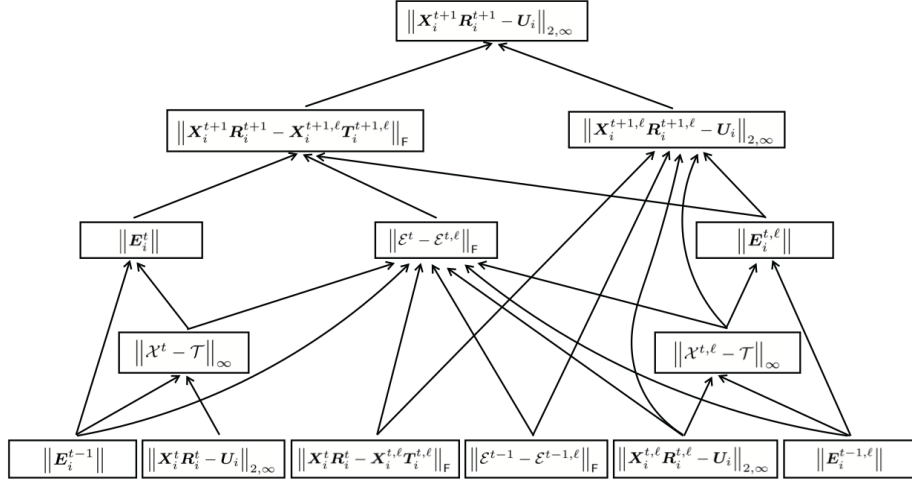 ‖X_i^{t+1} R_i^{t+1} − U_i‖_{2,∞}
‖X_i^{t+1} R_i^{t+1} − X_i^{t+1,ℓ} T_i^{t+1,ℓ}‖_F
‖X_i^{t+1,ℓ} R_i^{t+1,ℓ} − U_i‖_{2,∞}
‖E_i^t‖
‖ℰ^t − ℰ^{t,ℓ}‖_F
‖E_i^{t,ℓ}‖
‖𝒳^t − 𝒯‖_∞
‖𝒳^{t,ℓ} − 𝒯‖_∞
‖E_i^{t−1}‖
‖X_i^t R_i^t − U_i‖_{2,∞}
‖X_i^t R_i^t − X_i^{t,ℓ} T_i^{t,ℓ}‖_F
‖ℰ^{t−1} − ℰ^{t−1,ℓ}‖_F
‖X_i^{t,ℓ} R_i^{t,ℓ} − U_i‖_{2,∞}
‖E_i^{t−1,ℓ}‖